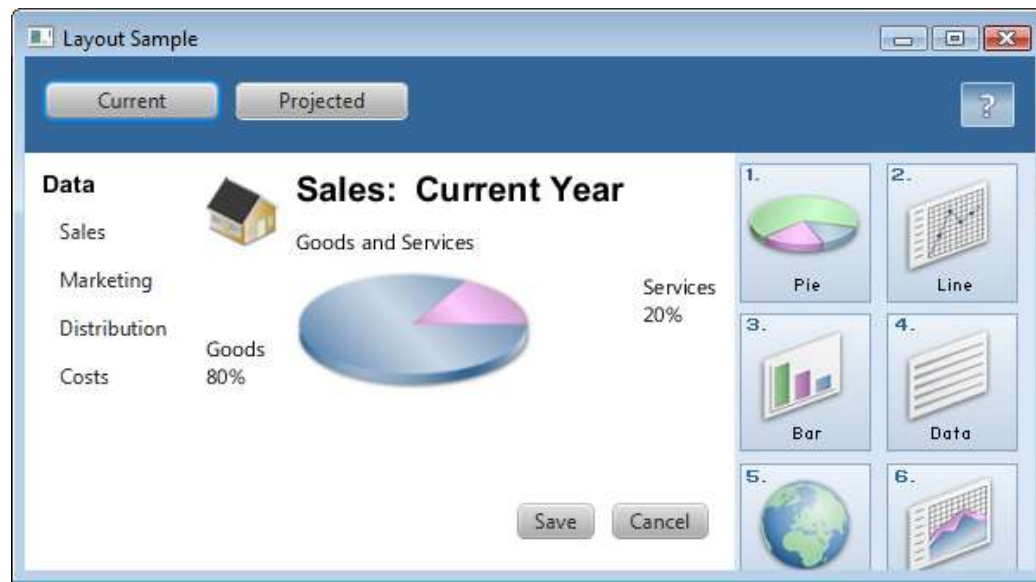 Layout Sample
Current Projected
?
Data
Sales
Marketing
Distribution
Costs
Sales: Current Year
Goods and Services
Services
20%
Goods
80%
Save Cancel
1.
Pie
2.
Line
3.
Bar
4.
Data
5.
6.